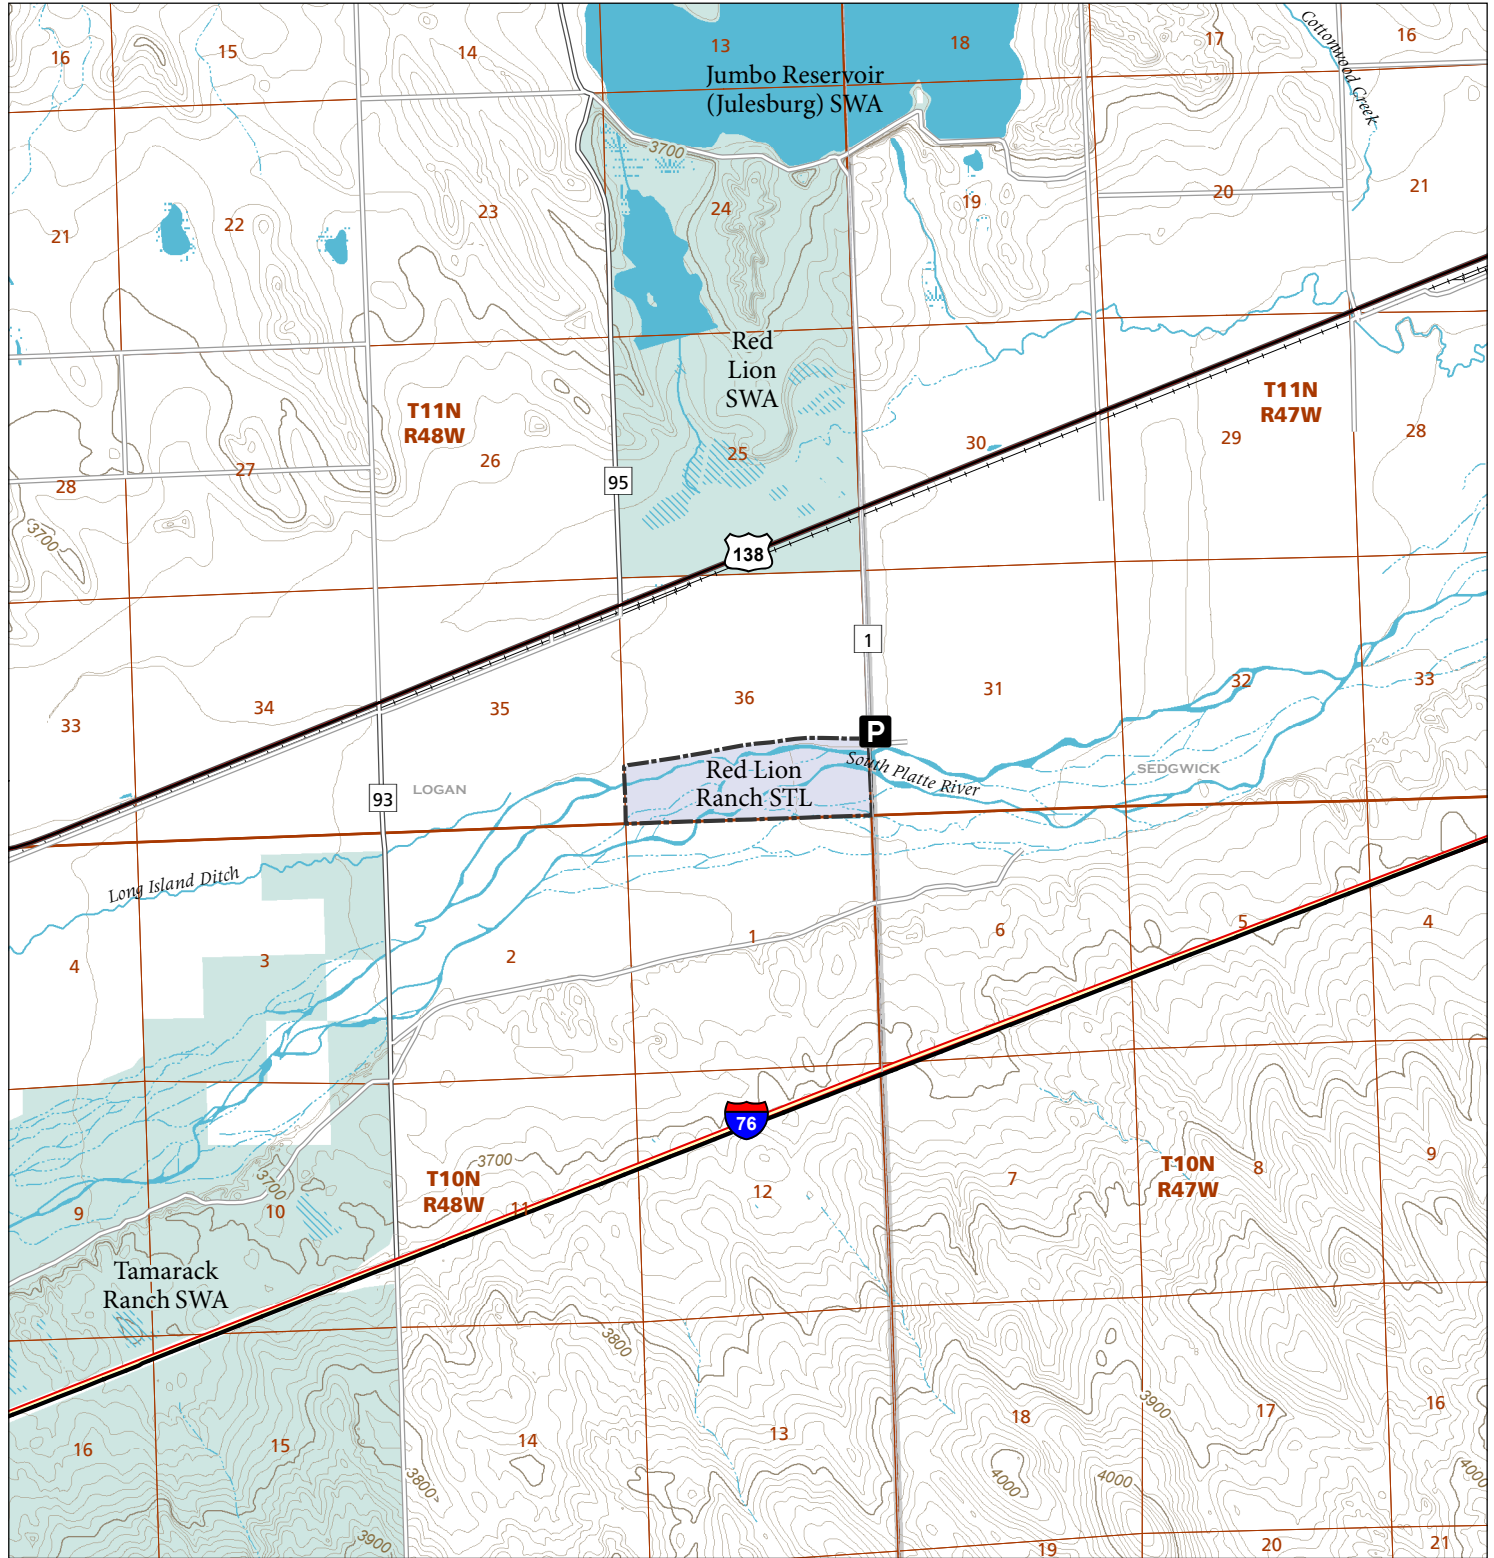 16
15
14
13
18
17
16
Cottonwood Creek
Jumbo Reservoir
(Julesburg) SWA
3700
21
22
23
24
19
20
21
Red
Lion
SWA
T11N
R48W
T11N
R47W
28
27
26
25
30
29
28
3700
95
138
1
33
34
35
36
31
32
33
P
Red Lion
Ranch STL
South Platte River
SEDGWICK
93
LOGAN
Long Island Ditch
4
3
2
1
6
5
4
76
3700
3700
T10N
R48W
T10N
R47W
9
10
11
12
7
8
9
Tamarack
Ranch SWA
3800
3900
16
15
14
13
18
17
16
3800
4000
4000
4000
3900
19
20
21